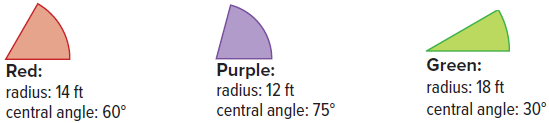 Red:
radius: 14 ft
central angle: 60°
Purple:
radius: 12 ft
central angle: 75°
Green:
radius: 18 ft
central angle: 30°